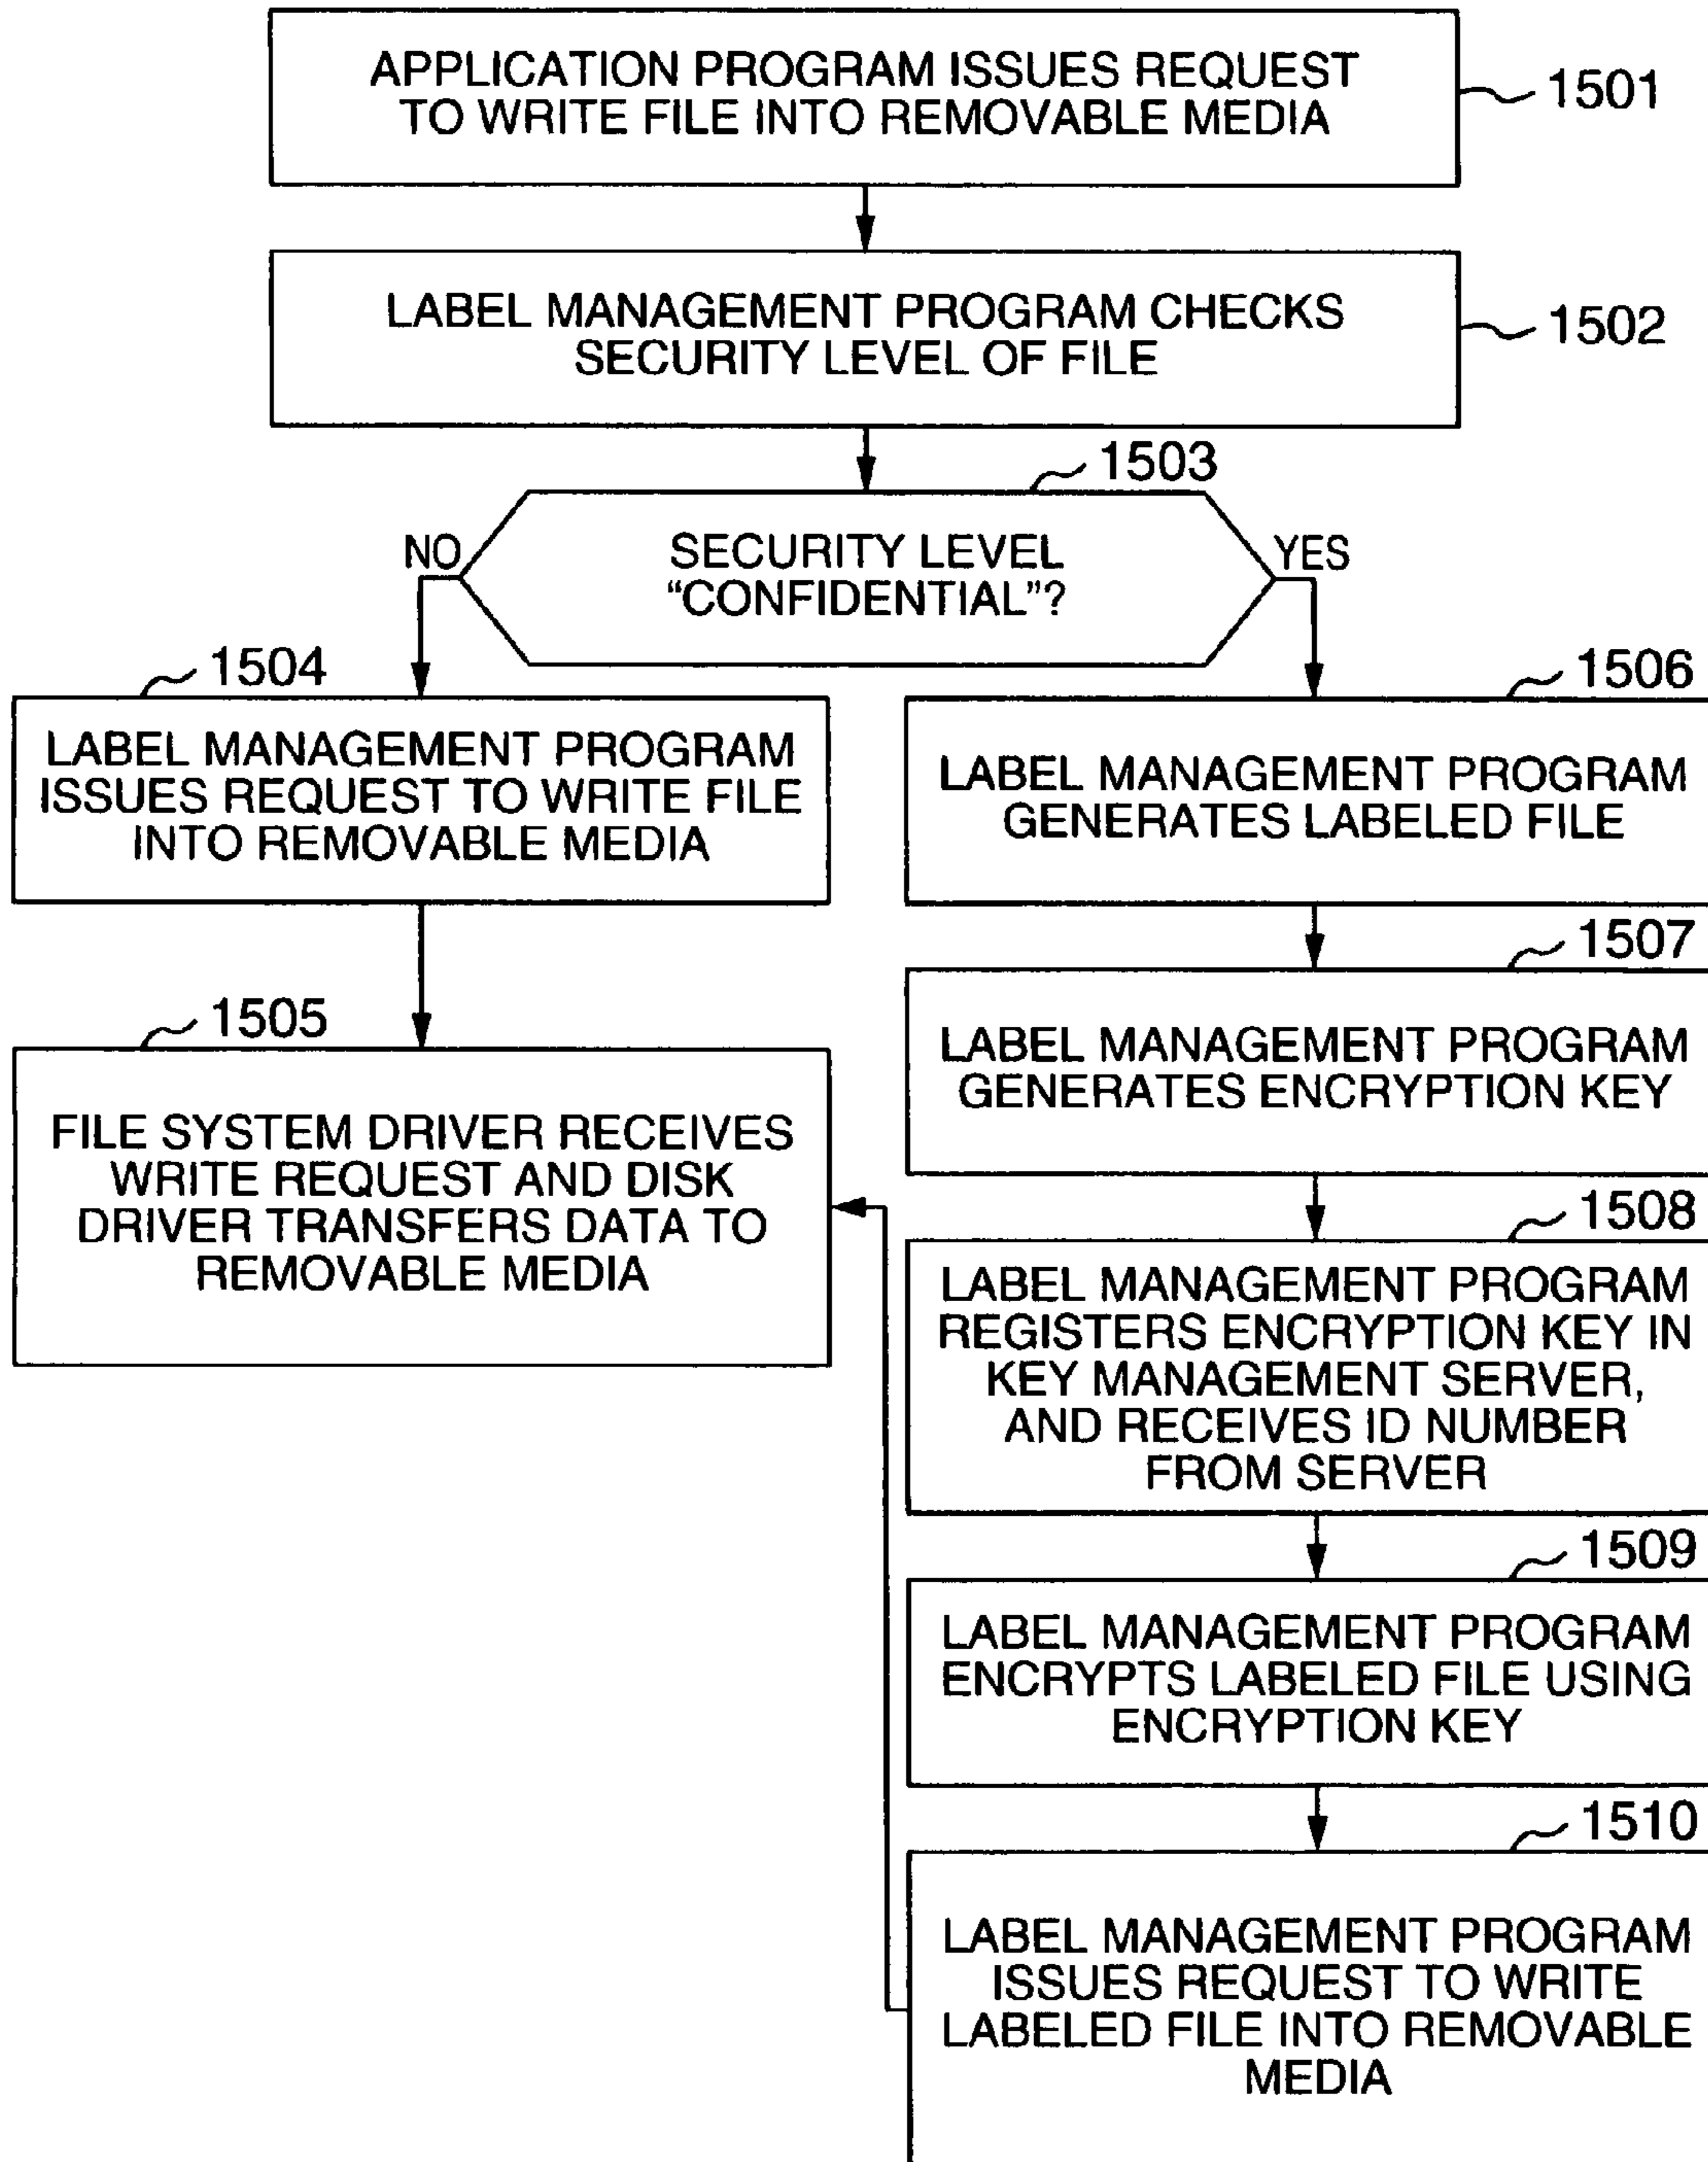 APPLICATION PROGRAM ISSUES REQUEST
TO WRITE FILE INTO REMOVABLE MEDIA
1501
LABEL MANAGEMENT PROGRAM CHECKS
SECURITY LEVEL OF FILE
1502
1503
NO
SECURITY LEVEL
“CONFIDENTIAL”?
YES
1504
LABEL MANAGEMENT PROGRAM
ISSUES REQUEST TO WRITE FILE
INTO REMOVABLE MEDIA
1505
FILE SYSTEM DRIVER RECEIVES
WRITE REQUEST AND DISK
DRIVER TRANSFERS DATA TO
REMOVABLE MEDIA
1506
LABEL MANAGEMENT PROGRAM
GENERATES LABELED FILE
1507
LABEL MANAGEMENT PROGRAM
GENERATES ENCRYPTION KEY
1508
LABEL MANAGEMENT PROGRAM
REGISTERS ENCRYPTION KEY IN
KEY MANAGEMENT SERVER,
AND RECEIVES ID NUMBER
FROM SERVER
1509
LABEL MANAGEMENT PROGRAM
ENCRYPTS LABELED FILE USING
ENCRYPTION KEY
1510
LABEL MANAGEMENT PROGRAM
ISSUES REQUEST TO WRITE
LABELED FILE INTO REMOVABLE
MEDIA